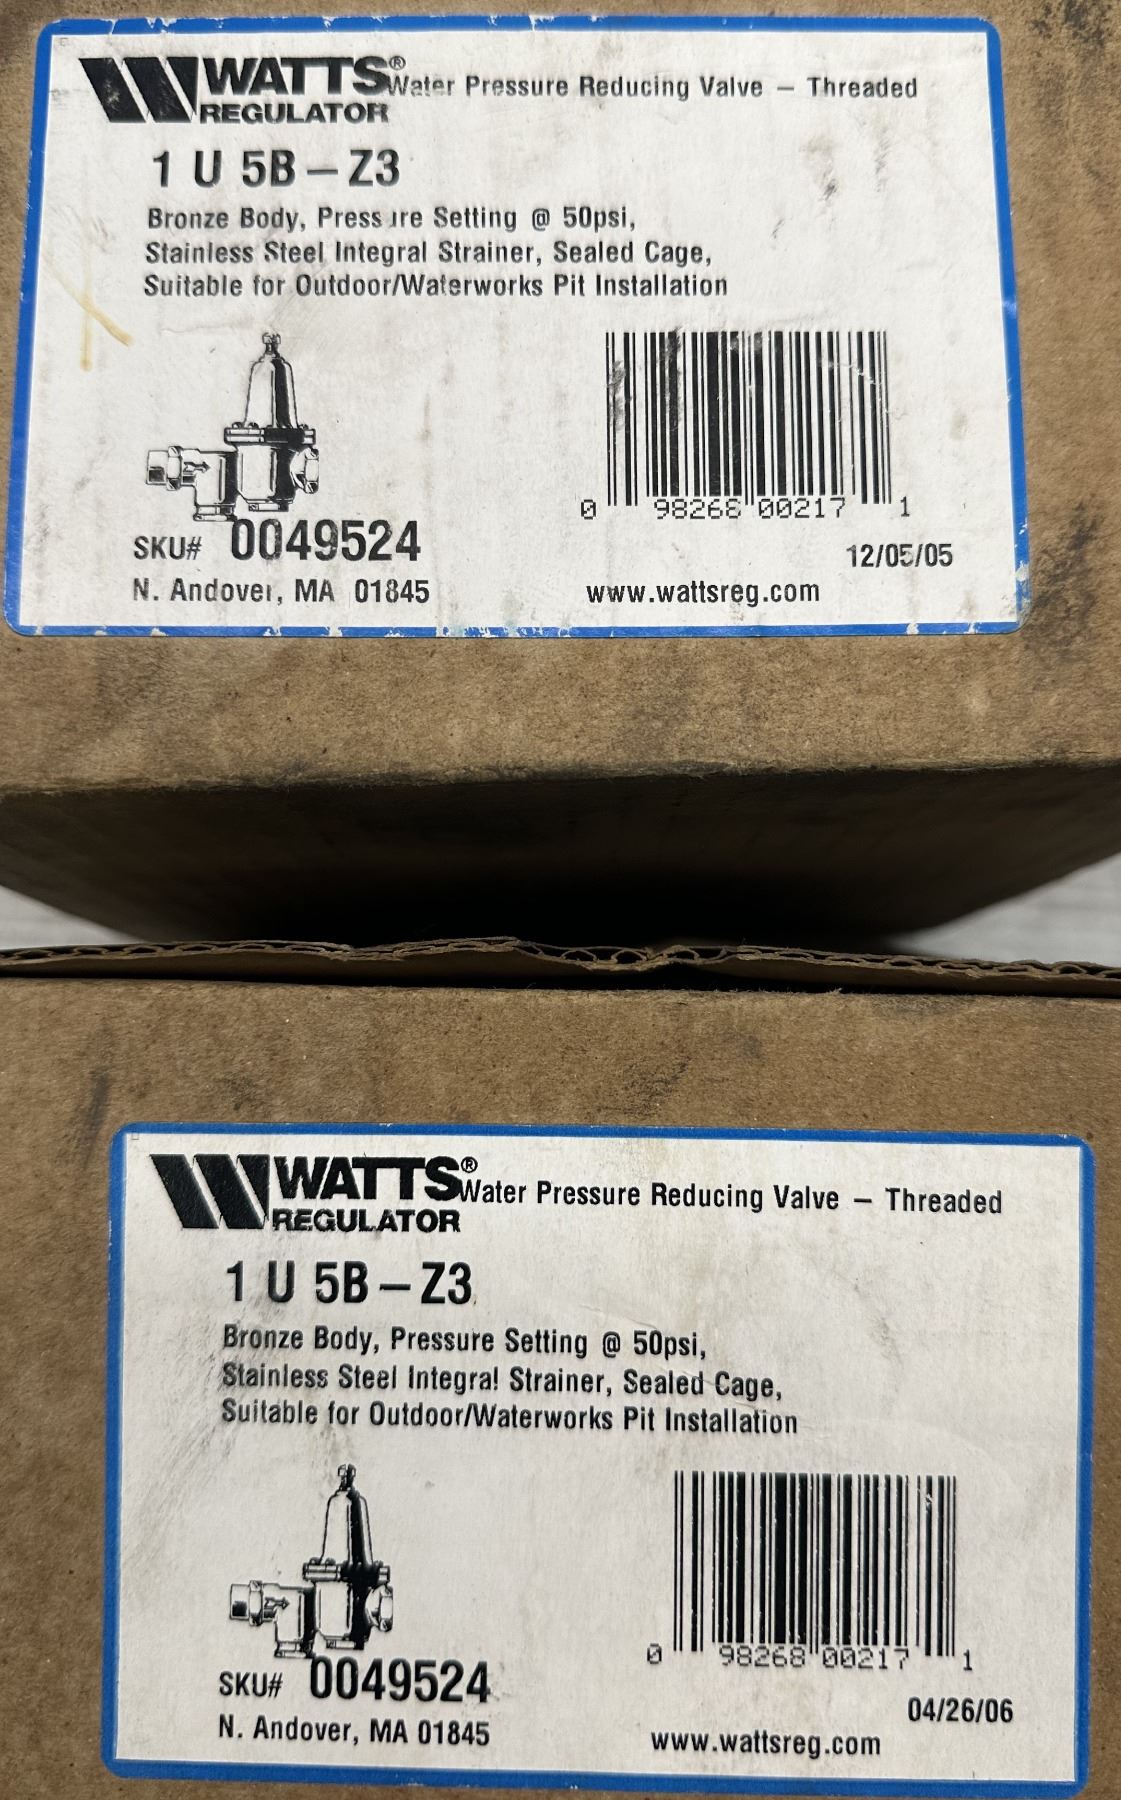 WATTS® Water Pressure Reducing Valve – Threaded
REGULATOR
1 U 5B – Z3
Bronze Body, Pressure Setting @ 50psi,
Stainless Steel Integral Strainer, Sealed Cage,
Suitable for Outdoor/Waterworks Pit Installation
0 98268 00217 1
SKU# 0049524
12/05/05
N. Andover, MA 01845
www.wattsreg.com
WATTS® Water Pressure Reducing Valve – Threaded
REGULATOR
1 U 5B – Z3
Bronze Body, Pressure Setting @ 50psi,
Stainless Steel Integral Strainer, Sealed Cage,
Suitable for Outdoor/Waterworks Pit Installation
0 98268 00217 1
SKU# 0049524
04/26/06
N. Andover, MA 01845
www.wattsreg.com